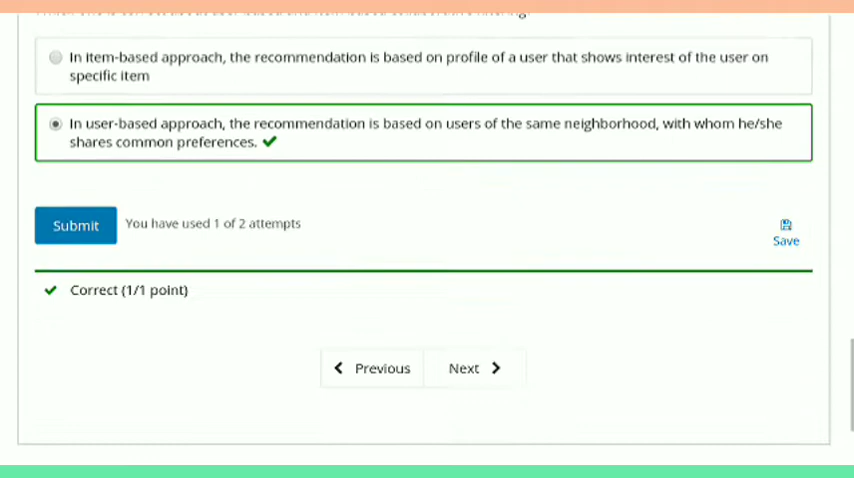 In item-based approach, the recommendation is based on profile of a user that shows interest of the user on
specific item
In user-based approach, the recommendation is based on users of the same neighborhood, with whom he/she
shares common preferences.
Submit
You have used 1 of 2 attempts
Save
Correct (1/1 point)
Previous
Next